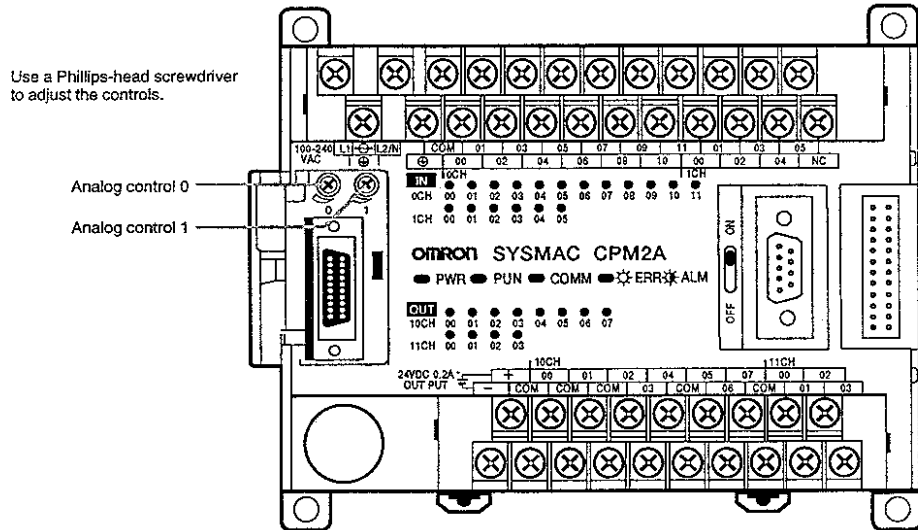 Use a Phillips-head screwdriver
to adjust the controls.
Analog control 0
Analog control 1
100-240 L1 L2/N
VAC
COM 01 03 05 07 09 11 01 03 05
00 02 04 06 08 10 00 02 04 NC
0CH 1CH
0 1
IN
0CH 00 01 02 03 04 05 06 07 08 09 10 11
1CH 00 01 02 03 04 05
OMRON SYSMAC CPM2A
PWR PUN COMM ERR ALM
OUT
10CH 00 01 02 03 04 05 06 07
11CH 00 01 02 03
ON
OFF
10CH 11CH
24VDC 0.2A + 00 01 02 04 05 07 00 02
OUT PUT - COM COM COM 03 COM 06 COM 01 03